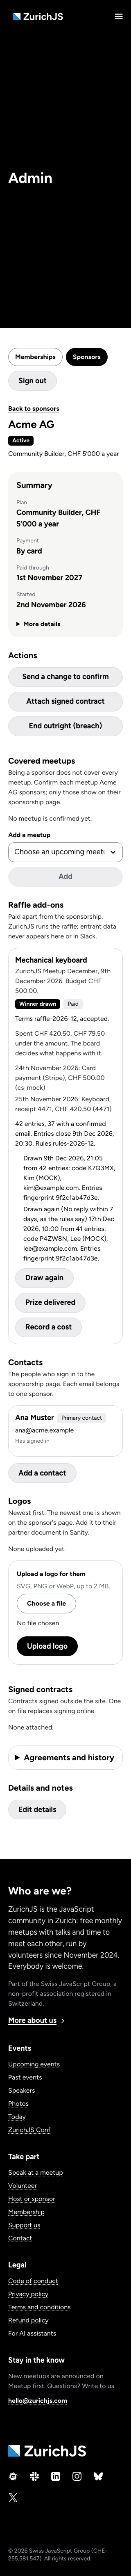 ZurichJS
Admin
Memberships
Sponsors
Sign out
Back to sponsors
Acme AG
Active
Community Builder, CHF 5'000 a year
Summary
Plan
Community Builder, CHF
5'000 a year
Payment
By card
Paid through
1st November 2027
Started
2nd November 2026
More details
Actions
Send a change to confirm
Attach signed contract
End outright (breach)
Covered meetups
Being a sponsor does not cover every
meetup. Confirm each meetup Acme
AG sponsors; only those show on their
sponsorship page.
No meetup is confirmed yet.
Add a meetup
Choose an upcoming meetu
Add
Raffle add-ons
Paid apart from the sponsorship.
ZurichJS runs the raffle; entrant data
never appears here or in Slack.
Mechanical keyboard
ZurichJS Meetup December, 9th
December 2026. Budget CHF
500.00.
Winner drawn
Paid
Terms raffle-2026-12, accepted.
Spent CHF 420.50, CHF 79.50
under the amount. The board
decides what happens with it.
24th November 2026: Card
payment (Stripe), CHF 500.00
(cs_mock)
25th November 2026: Keyboard,
receipt 4471, CHF 420.50 (4471)
42 entries, 37 with a confirmed
email. Entries close 9th Dec 2026,
20:30. Rules rules-2026-12.
Drawn 9th Dec 2026, 21:05
from 42 entries: code K7Q3MX,
Kim (MOCK),
kim@example.com. Entries
fingerprint 9f2c1ab47d3e.
Drawn again (No reply within 7
days, as the rules say) 17th Dec
2026, 10:00 from 41 entries:
code P4ZW8N, Lee (MOCK),
lee@example.com. Entries
fingerprint 9f2c1ab47d3e.
Draw again
Prize delivered
Record a cost
Contacts
The people who sign in to the
sponsorship page. Each email belongs
to one sponsor.
Ana Muster
Primary contact
ana@acme.example
Has signed in
Add a contact
Logos
Newest first. The newest one is shown
on the sponsor's page. Add it to their
partner document in Sanity.
None uploaded yet.
Upload a logo for them
SVG, PNG or WebP, up to 2 MB.
Choose a file
No file chosen
Upload logo
Signed contracts
Contracts signed outside the site. One
on file replaces signing online.
None attached.
Agreements and history
Details and notes
Edit details
Who are we?
ZurichJS is the JavaScript
community in Zurich: free monthly
meetups with talks and time to
meet each other, run by
volunteers since November 2024.
Everybody is welcome.
Part of the Swiss JavaScript Group, a
non-profit association registered in
Switzerland.
More about us
Events
Upcoming events
Past events
Speakers
Photos
Today
ZurichJS Conf
Take part
Speak at a meetup
Volunteer
Host or sponsor
Membership
Support us
Contact
Legal
Code of conduct
Privacy policy
Terms and conditions
Refund policy
For AI assistants
Stay in the know
New meetups are announced on
Meetup first. Questions? Write to us.
hello@zurichjs.com
ZurichJS
© 2026 Swiss JavaScript Group (CHE-
255.581.547). All rights reserved.